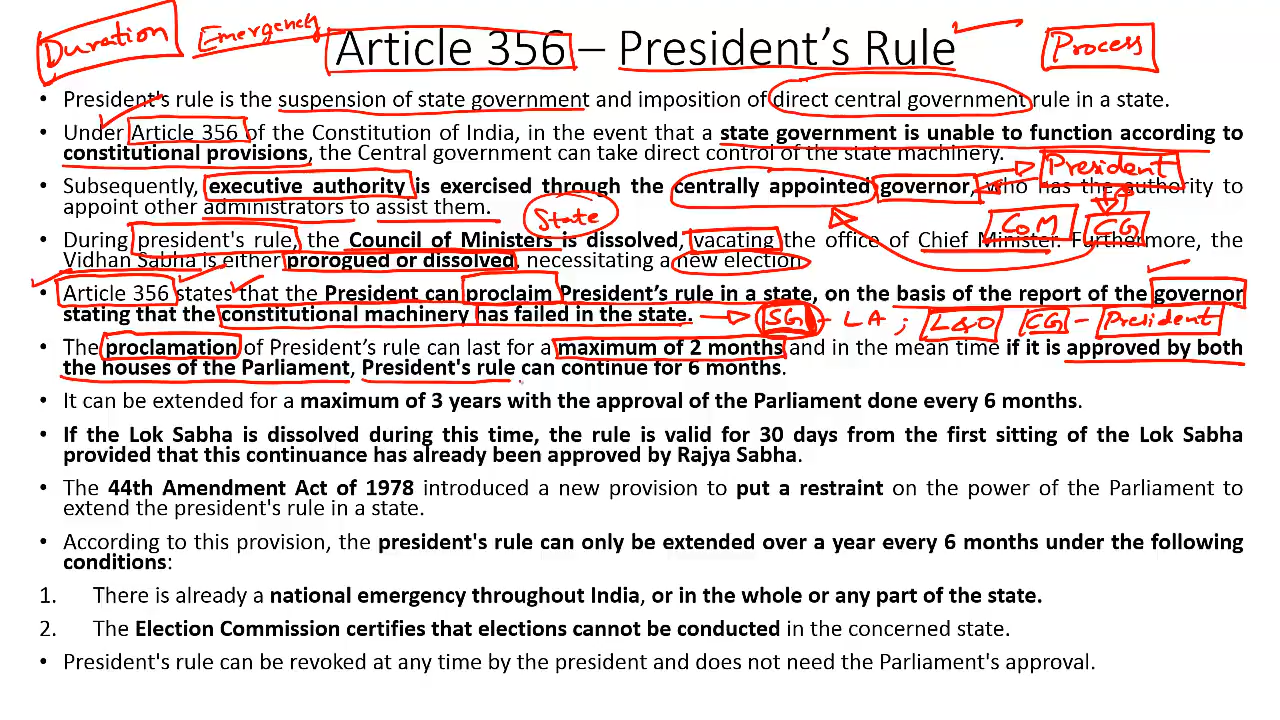 Duration
Emergency
Article 356 – President's Rule
Process
• President's rule is the suspension of state government and imposition of direct central government rule in a state.
• Under Article 356 of the Constitution of India, in the event that a state government is unable to function according to
constitutional provisions, the Central government can take direct control of the state machinery.
President
• Subsequently, executive authority is exercised through the centrally appointed governor, who has the authority to
appoint other administrators to assist them.
State
CoM
CG
• During president's rule, the Council of Ministers is dissolved, vacating the office of Chief Minister. Furthermore, the
Vidhan Sabha is either prorogued or dissolved, necessitating a new election.
• Article 356 states that the President can proclaim President's rule in a state, on the basis of the report of the governor
stating that the constitutional machinery has failed in the state.
SG - LA ; L&O CG - President
• The proclamation of President's rule can last for a maximum of 2 months and in the mean time if it is approved by both
the houses of the Parliament, President's rule can continue for 6 months.
• It can be extended for a maximum of 3 years with the approval of the Parliament done every 6 months.
• If the Lok Sabha is dissolved during this time, the rule is valid for 30 days from the first sitting of the Lok Sabha
provided that this continuance has already been approved by Rajya Sabha.
• The 44th Amendment Act of 1978 introduced a new provision to put a restraint on the power of the Parliament to
extend the president's rule in a state.
• According to this provision, the president's rule can only be extended over a year every 6 months under the following
conditions:
1. There is already a national emergency throughout India, or in the whole or any part of the state.
2. The Election Commission certifies that elections cannot be conducted in the concerned state.
• President's rule can be revoked at any time by the president and does not need the Parliament's approval.